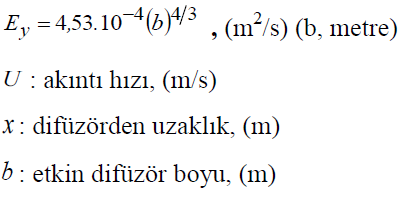 E_y = 4,53.10^{-4}(b)^{4/3} , (m²/s) (b, metre)
U : akıntı hızı, (m/s)
x : difüzörden uzaklık, (m)
b : etkin difüzör boyu, (m)